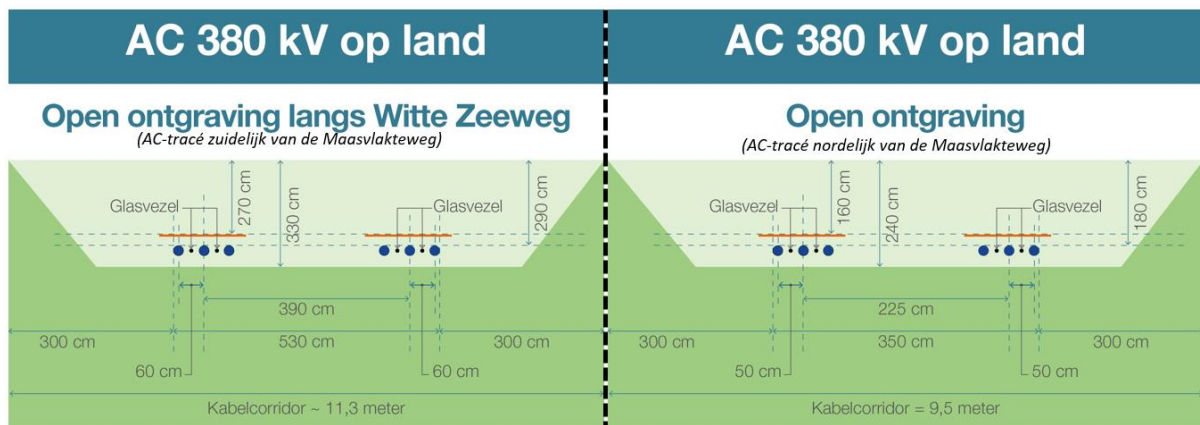 AC 380 kV op land
Open ontgraving langs Witte Zeeweg
(AC-tracé zuidelijk van de Maasvlakteweg)
270 cm
330 cm
290 cm
Glasvezel
Glasvezel
390 cm
300 cm
530 cm
300 cm
60 cm
60 cm
Kabelcorridor ~ 11,3 meter
AC 380 kV op land
Open ontgraving
(AC-tracé nordelijk van de Maasvlakteweg)
160 cm
240 cm
180 cm
Glasvezel
Glasvezel
225 cm
300 cm
350 cm
300 cm
50 cm
50 cm
Kabelcorridor = 9,5 meter